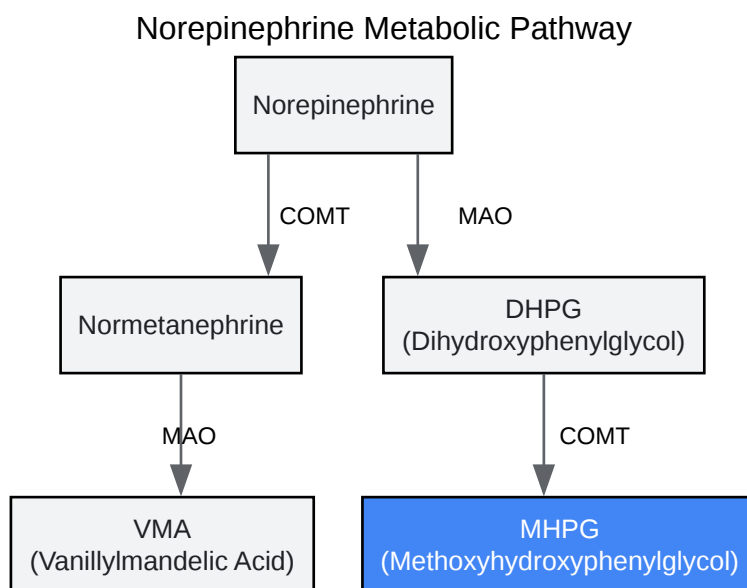 Norepinephrine Metabolic Pathway
Norepinephrine
COMT
MAO
Normetanephrine
DHPG
(Dihydroxyphenylglycol)
MAO
COMT
VMA
(Vanillylmandelic Acid)
MHPG
(Methoxyhydroxyphenylglycol)